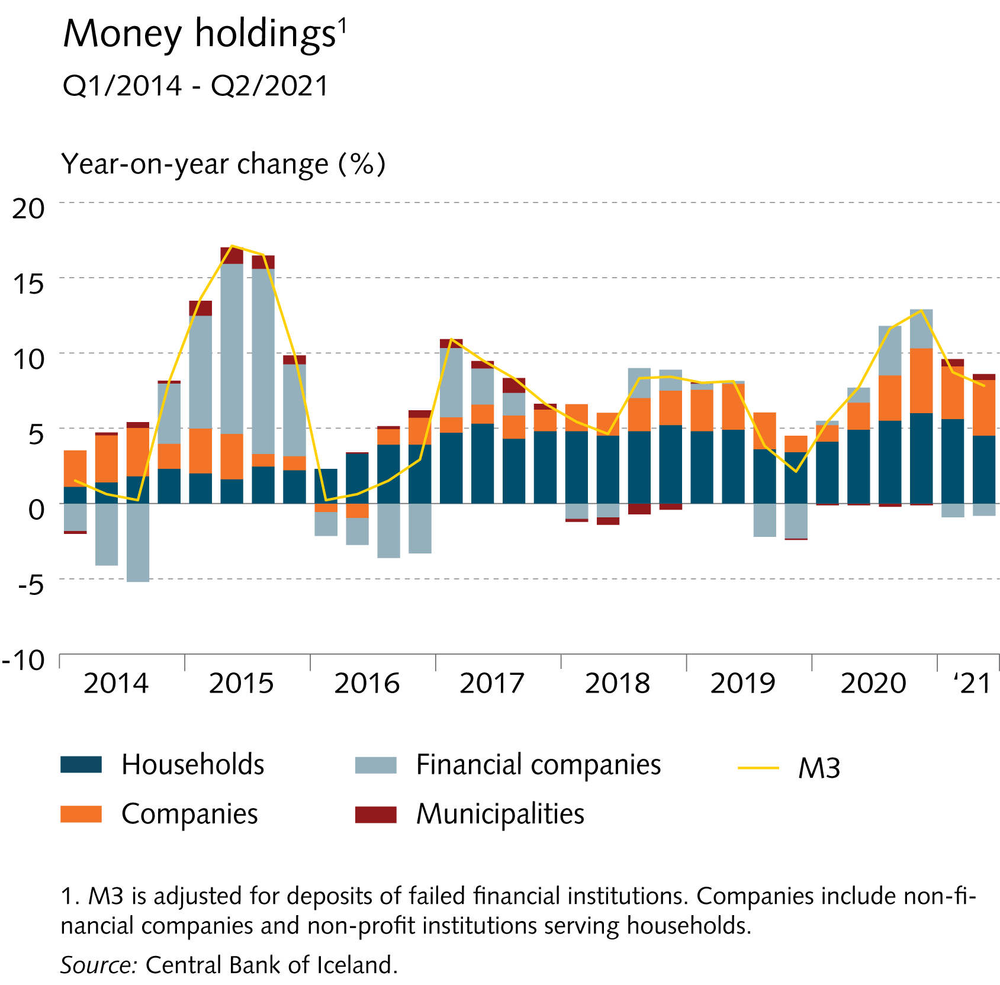 Money holdings¹
Q1/2014 - Q2/2021
Year-on-year change (%)
20
15
10
5
0
-5
-10
2014 2015 2016 2017 2018 2019 2020 ‘21
Households Financial companies M3
Companies Municipalities
1. M3 is adjusted for deposits of failed financial institutions. Companies include non-fi-
nancial companies and non-profit institutions serving households.
Source: Central Bank of Iceland.